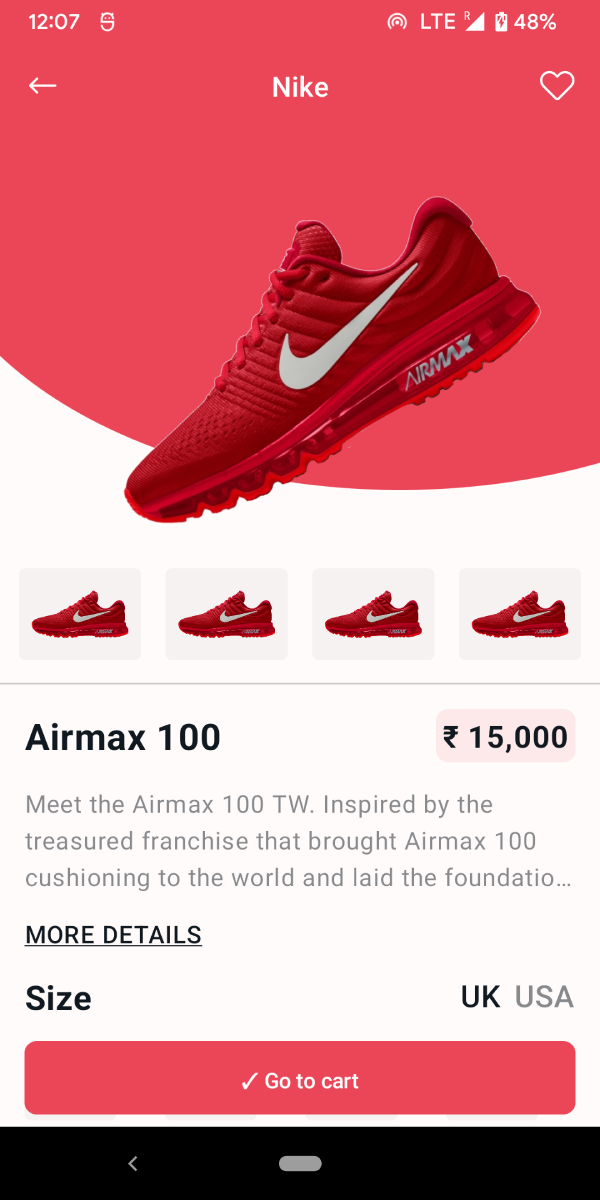 12:07 LTE R 48%
Nike
AIRMAX
Airmax 100
₹ 15,000
Meet the Airmax 100 TW. Inspired by the
treasured franchise that brought Airmax 100
cushioning to the world and laid the foundatio…
MORE DETAILS
Size
UK USA
✓ Go to cart